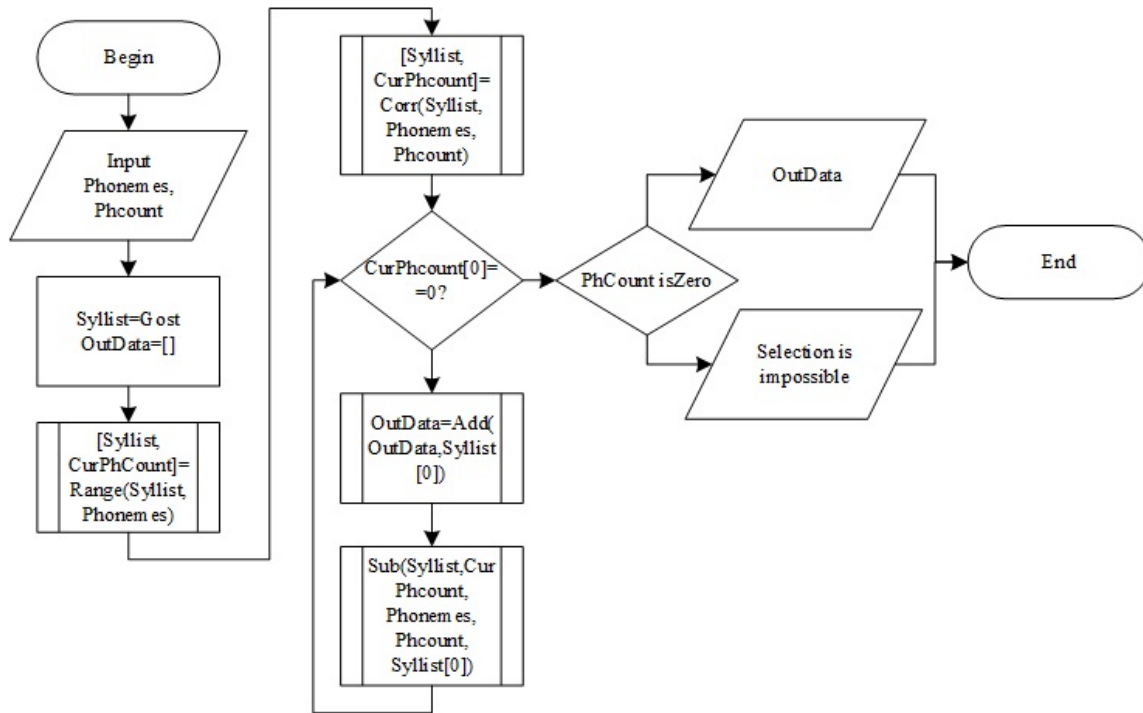 Begin
Input
Phonemes,
Phcount
Syllist=Gost
OutData=[]
[Syllist,
CurPhCount]=
Range(Syllist,
Phonemes)
[Syllist,
CurPhcount]=
Corr(Syllist,
Phonemes,
Phcount)
CurPhcount[0]=
=0?
OutData=Add(
OutData,Syllist
[0])
Sub(Syllist,Cur
Phcount,
Phonemes,
Phcount,
Syllist[0])
PhCount isZero
OutData
Selection is
impossible
End